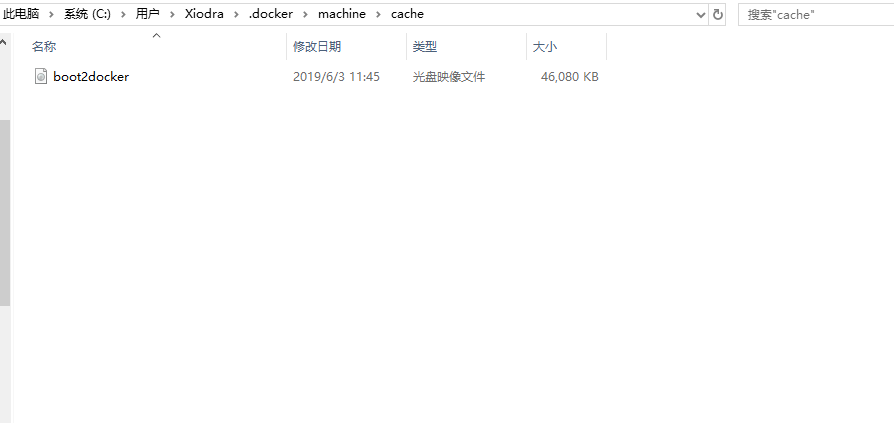 此电脑 › 系统 (C:) › 用户 › Xiodra › .docker › machine › cache 搜索"cache"
名称 修改日期 类型 大小
boot2docker 2019/6/3 11:45 光盘映像文件 46,080 KB